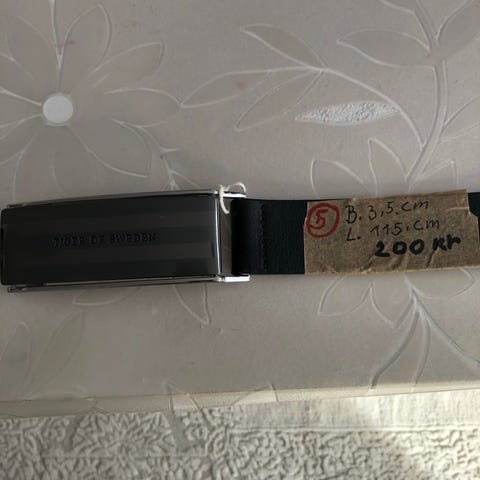 TIGER OF SWEDEN
5 B. 3,5. cm
L. 115. cm
200 kr